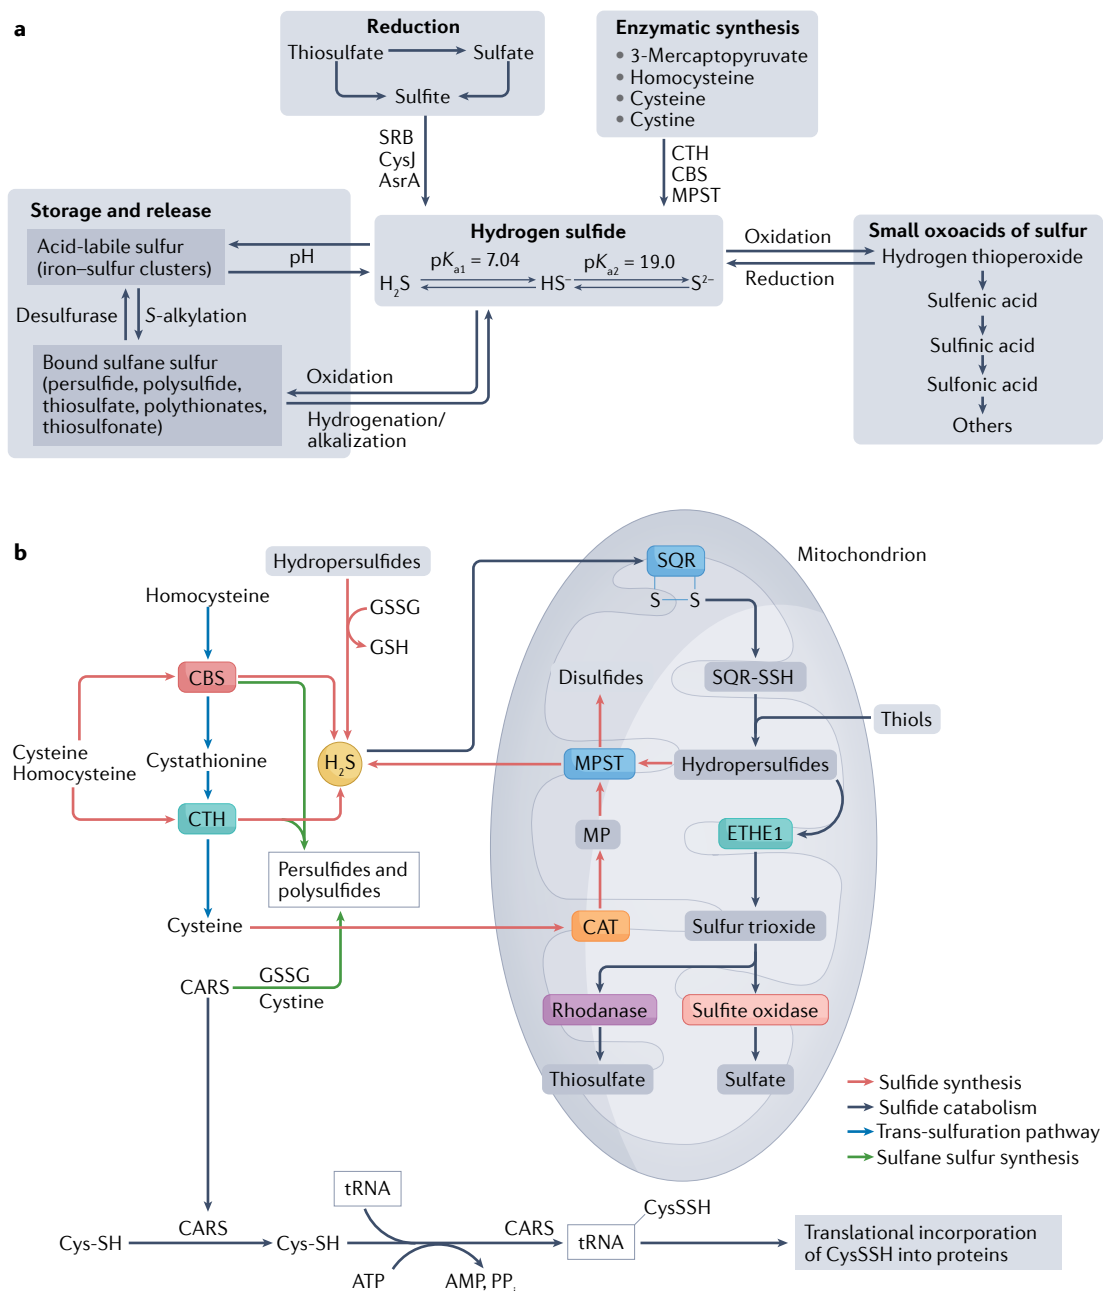 a
Reduction
Thiosulfate
Sulfate
Sulfite
Enzymatic synthesis
• 3-Mercaptopyruvate
• Homocysteine
• Cysteine
• Cystine
SRB
CysJ
AsrA
CTH
CBS
MPST
Storage and release
Acid-labile sulfur
(iron–sulfur clusters)
pH
Desulfurase
S-alkylation
Bound sulfane sulfur
(persulfide, polysulfide,
thiosulfate, polythionates,
thiosulfonate)
Oxidation
Hydrogenation/
alkalization
Hydrogen sulfide
pKa1 = 7.04
pKa2 = 19.0
H2S
HS–
S2–
Oxidation
Reduction
Small oxoacids of sulfur
Hydrogen thioperoxide
Sulfenic acid
Sulfinic acid
Sulfonic acid
Others
b
Hydropersulfides
GSSG
GSH
Homocysteine
CBS
Cysteine
Homocysteine
Cystathionine
H2S
CTH
Persulfides and
polysulfides
Cysteine
CARS
GSSG
Cystine
Mitochondrion
SQR
S
S
SQR-SSH
Disulfides
Thiols
MPST
Hydropersulfides
MP
ETHE1
CAT
Sulfur trioxide
Rhodanase
Sulfite oxidase
Thiosulfate
Sulfate
Sulfide synthesis
Sulfide catabolism
Trans-sulfuration pathway
Sulfane sulfur synthesis
Cys-SH
CARS
Cys-SH
tRNA
ATP
AMP, PPi
CARS
tRNA
CysSSH
Translational incorporation
of CysSSH into proteins